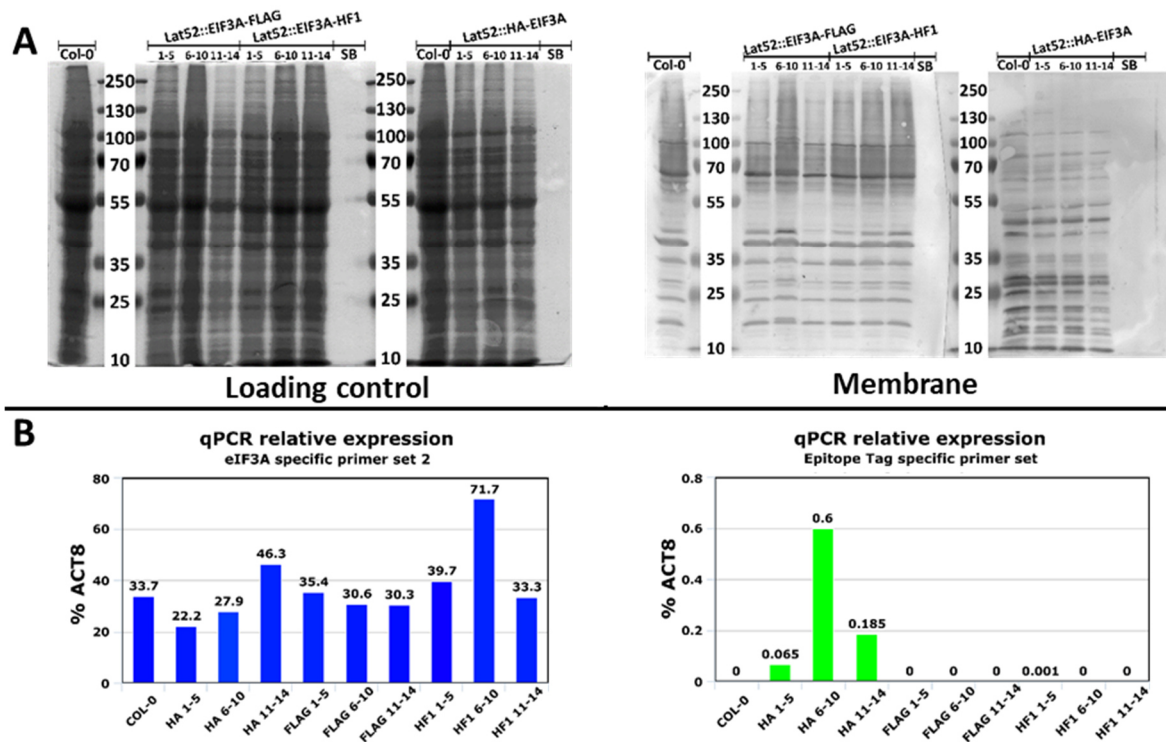 A
Lat52::EIF3A-FLAG
Lat52::EIF3A-HF1
Lat52::HA-EIF3A
Col-0 1-5 6-10 11-14 1-5 6-10 11-14 SB Col-0 1-5 6-10 11-14 SB
250 250
130 130
100 100
70 70
55 55
35 35
25 25
10 10
Loading control
Lat52::EIF3A-FLAG
Lat52::EIF3A-HF1
Lat52::HA-EIF3A
Col-0 1-5 6-10 11-14 1-5 6-10 11-14 SB Col-0 1-5 6-10 11-14 SB
250 250
130 130
100 100
70 70
55 55
35 35
25 25
10 10
Membrane
B
qPCR relative expression
eIF3A specific primer set 2
% ACT8
80
60
40
20
0
33.7
22.2
27.9
46.3
35.4
30.6
30.3
39.7
71.7
33.3
COL-0
HA 1-5
HA 6-10
HA 11-14
FLAG 1-5
FLAG 6-10
FLAG 11-14
HF1 1-5
HF1 6-10
HF1 11-14
qPCR relative expression
Epitope Tag specific primer set
% ACT8
0.8
0.6
0.4
0.2
0
0
0.065
0.6
0.185
0
0
0
0.001
0
0
COL-0
HA 1-5
HA 6-10
HA 11-14
FLAG 1-5
FLAG 6-10
FLAG 11-14
HF1 1-5
HF1 6-10
HF1 11-14